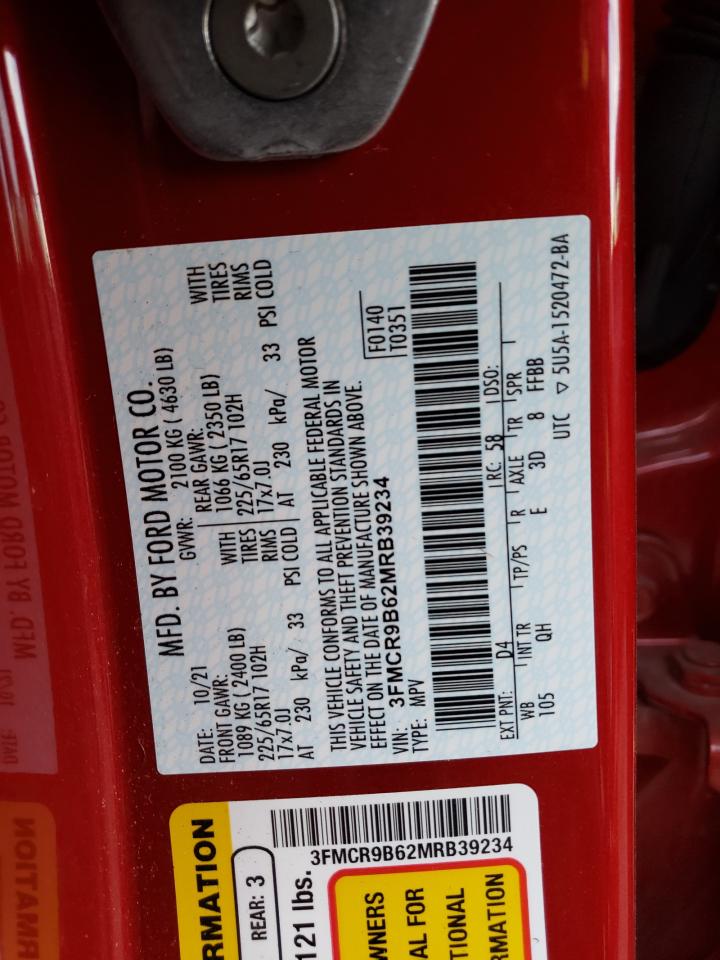 MFD. BY FORD MOTOR CO.
DATE: 10/21 GVWR: 2100 KG ( 4630 LB)
FRONT GAWR: REAR GAWR:
1089 KG ( 2400 LB) WITH 1066 KG ( 2350 LB) WITH
225/65R17 102H TIRES 225/65R17 102H TIRES
17x7.0J RIMS 17x7.0J RIMS
AT 230 kPa/ 33 PSI COLD AT 230 kPa/ 33 PSI COLD
THIS VEHICLE CONFORMS TO ALL APPLICABLE FEDERAL MOTOR
VEHICLE SAFETY AND THEFT PREVENTION STANDARDS IN
EFFECT ON THE DATE OF MANUFACTURE SHOWN ABOVE.
F0140
T0351
VIN: 3FMCR9B62MRB39234
TYPE: MPV
EXT PNT: D4 RC: 58 DSO:
WB INT TR TP/PS R AXLE TR SPR
105 QH E 3D 8 FFBB
UTC ▽ 5U5A-1520472-BA
RMATION
REAR: 3
121 lbs.
3FMCR9B62MRB39234
WNERS
AL FOR
TIONAL
RMATION